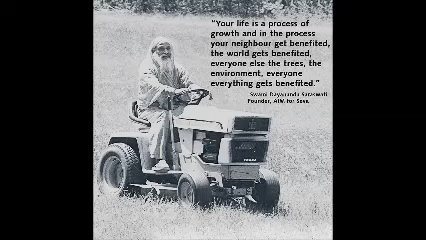 "Your life is a process of
growth and in the process
your neighbour get benefited,
the world gets benefited,
everyone else the trees, the
environment, everyone
everything gets benefited."
Swami Dayananda Saraswati
Founder, AIM for Seva.